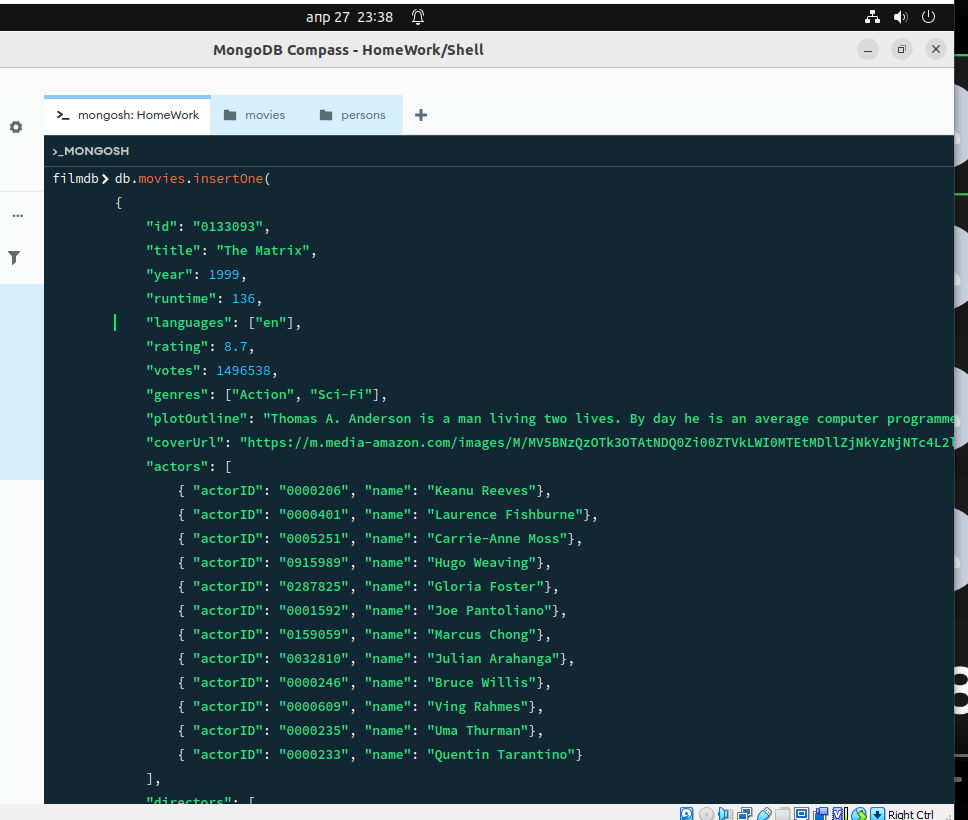 апр 27 23:38
MongoDB Compass - HomeWork/Shell
mongosh: HomeWork
movies
persons
>_MONGOSH
filmdb> db.movies.insertOne(
{
"id": "0133093",
"title": "The Matrix",
"year": 1999,
"runtime": 136,
"languages": ["en"],
"rating": 8.7,
"votes": 1496538,
"genres": ["Action", "Sci-Fi"],
"plotOutline": "Thomas A. Anderson is a man living two lives. By day he is an average computer programme
"coverUrl": "https://m.media-amazon.com/images/M/MV5BNzQzOTk3OTAtNDQ0Zi00ZTVkLWI0MTEtMDllZjNkYzNjNTc4L2l
"actors": [
{ "actorID": "0000206", "name": "Keanu Reeves"},
{ "actorID": "0000401", "name": "Laurence Fishburne"},
{ "actorID": "0005251", "name": "Carrie-Anne Moss"},
{ "actorID": "0915989", "name": "Hugo Weaving"},
{ "actorID": "0287825", "name": "Gloria Foster"},
{ "actorID": "0001592", "name": "Joe Pantoliano"},
{ "actorID": "0159059", "name": "Marcus Chong"},
{ "actorID": "0032810", "name": "Julian Arahanga"},
{ "actorID": "0000246", "name": "Bruce Willis"},
{ "actorID": "0000609", "name": "Ving Rahmes"},
{ "actorID": "0000235", "name": "Uma Thurman"},
{ "actorID": "0000233", "name": "Quentin Tarantino"}
],
"directors": [
Right Ctrl